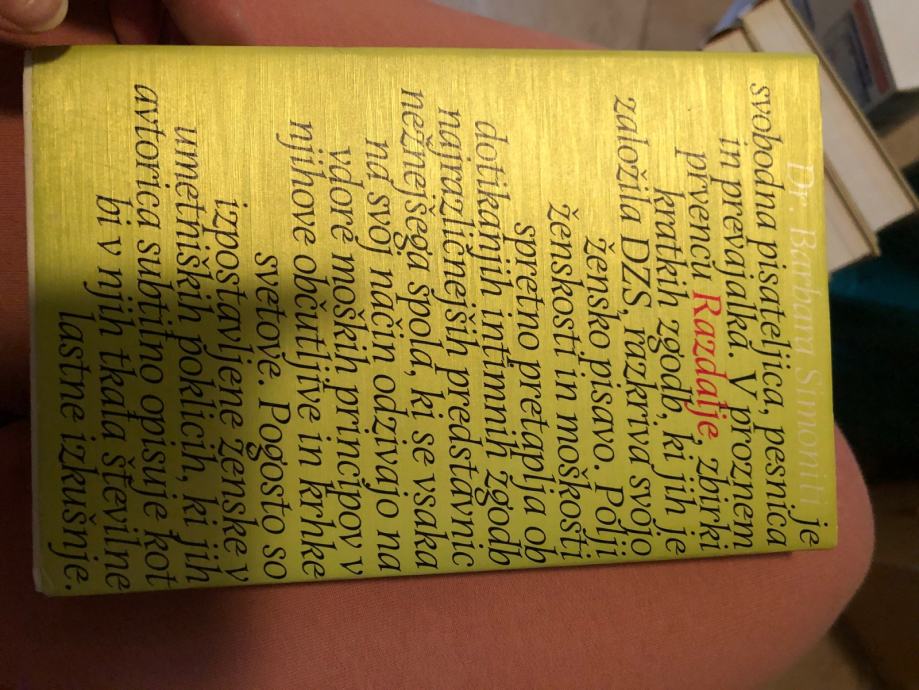 Dr. Barbara Simoniti je
svobodna pisateljica, pesnica
in prevajalka. V proznem
prvencu Razdalje, zbirki
kratkih zgodb, ki jih je
založila DZS, razkriva svojo
žensko pisavo. Polji
ženskosti in moškosti
spretno pretaplja ob
dotikanjih intimnih zgodb
najrazličnejših predstavnic
nežnejšega spola, ki se vsaka
na svoj način odzivajo na
vdore moških principov v
njihove občutljive in krhke
svetove. Pogosto so
izpostavljene ženske v
umetniških poklicih, ki jih
avtorica subtilno opisuje kot
bi v njih tkala številne
lastne izkušnje.